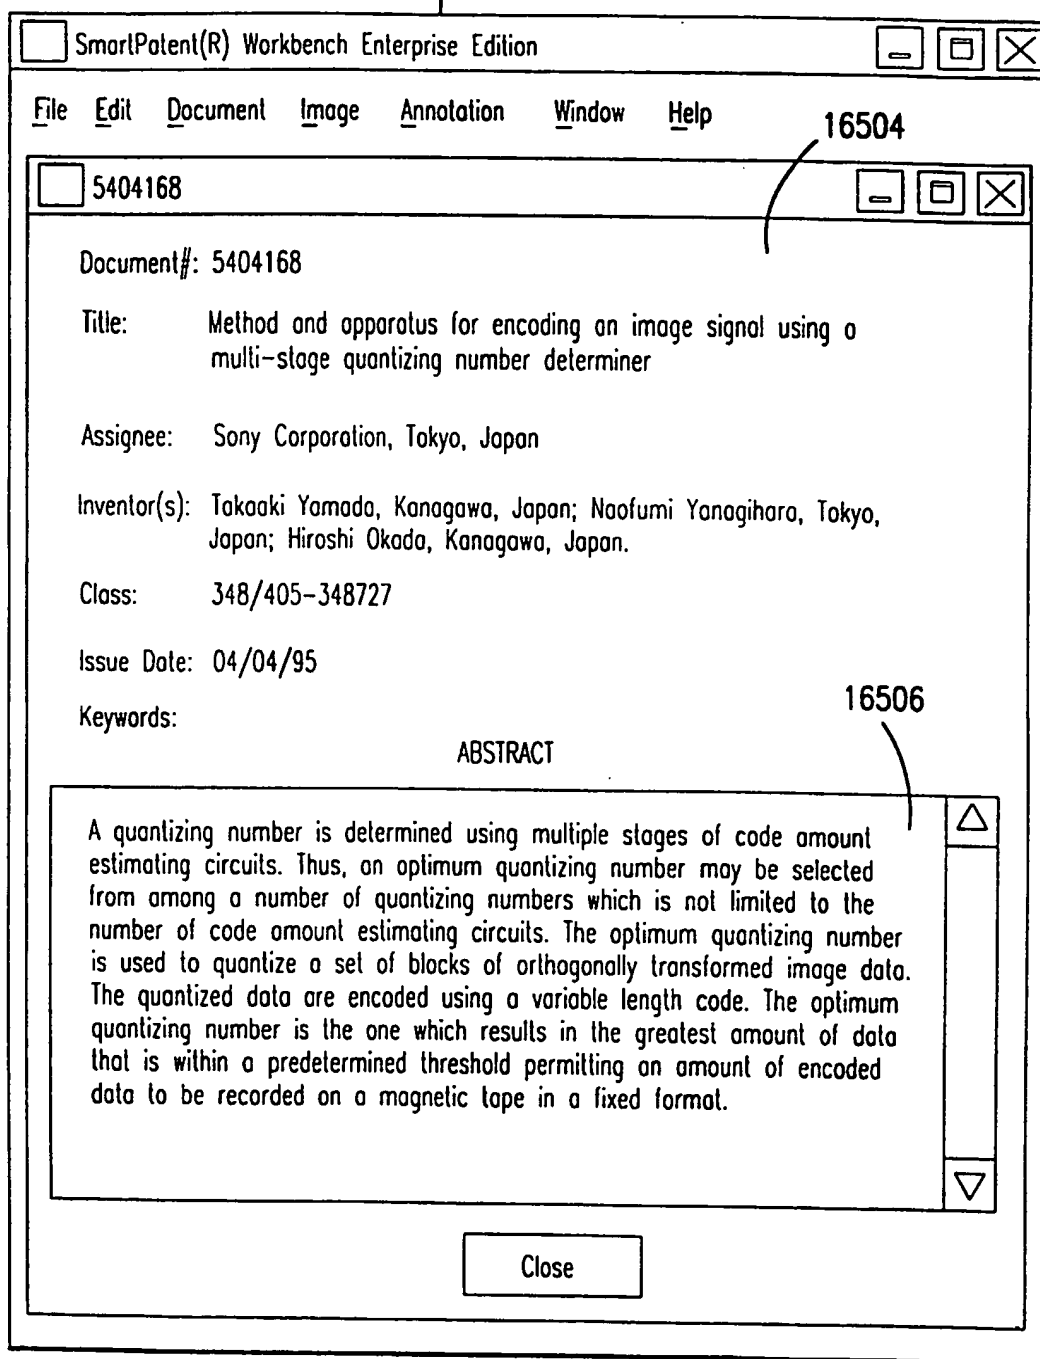 SmartPatent(R) Workbench Enterprise Edition
File Edit Document Image Annotation Window Help
16504
5404168
Document#: 5404168
Title: Method and apparatus for encoding an image signal using a
multi-stage quantizing number determiner
Assignee: Sony Corporation, Tokyo, Japan
Inventor(s): Takaaki Yamada, Kanagawa, Japan; Naofumi Yanagihara, Tokyo,
Japan; Hiroshi Okada, Kanagawa, Japan.
Class: 348/405-348727
Issue Date: 04/04/95
16506
Keywords:
ABSTRACT
A quantizing number is determined using multiple stages of code amount
estimating circuits. Thus, an optimum quantizing number may be selected
from among a number of quantizing numbers which is not limited to the
number of code amount estimating circuits. The optimum quantizing number
is used to quantize a set of blocks of orthogonally transformed image data.
The quantized data are encoded using a variable length code. The optimum
quantizing number is the one which results in the greatest amount of data
that is within a predetermined threshold permitting an amount of encoded
data to be recorded on a magnetic tape in a fixed format.
Close